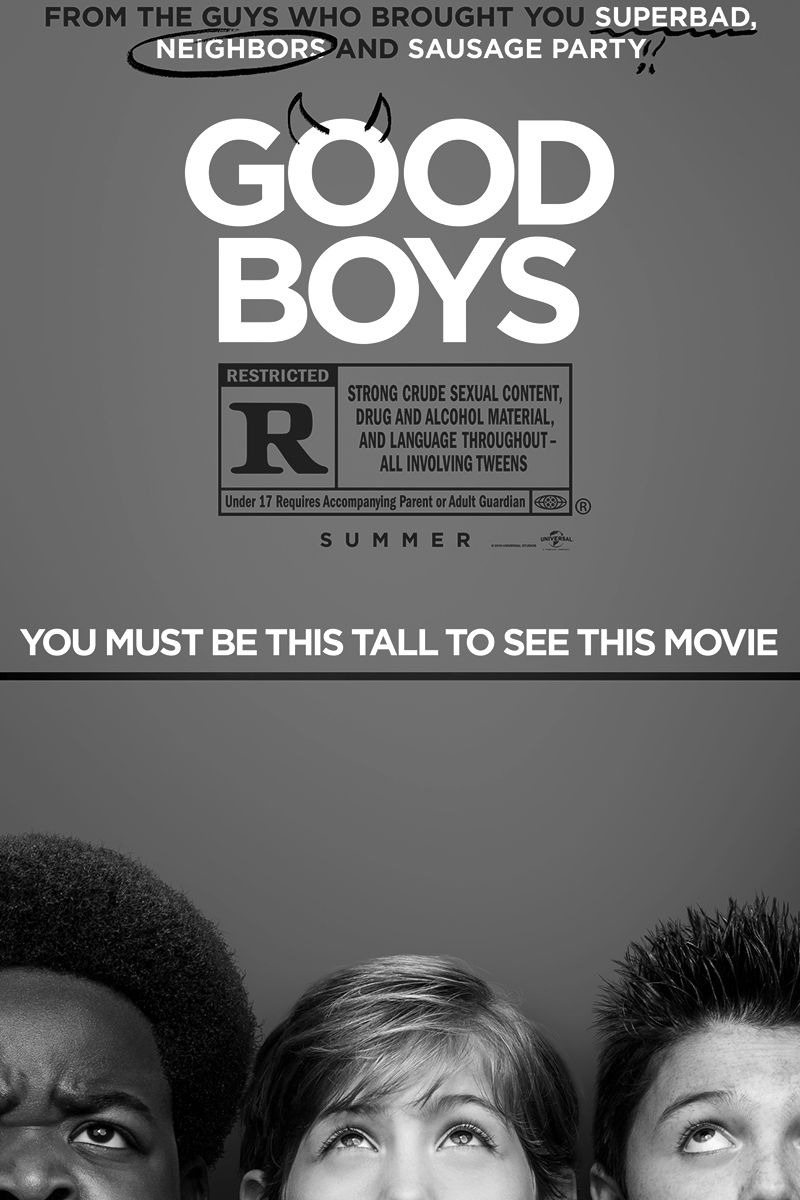 FROM THE GUYS WHO BROUGHT YOU SUPERBAD,
NEIGHBORS AND SAUSAGE PARTY
GOOD
BOYS
RESTRICTED
R
STRONG CRUDE SEXUAL CONTENT,
DRUG AND ALCOHOL MATERIAL,
AND LANGUAGE THROUGHOUT–
ALL INVOLVING TWEENS
Under 17 Requires Accompanying Parent or Adult Guardian
®
SUMMER
UNIVERSAL
YOU MUST BE THIS TALL TO SEE THIS MOVIE